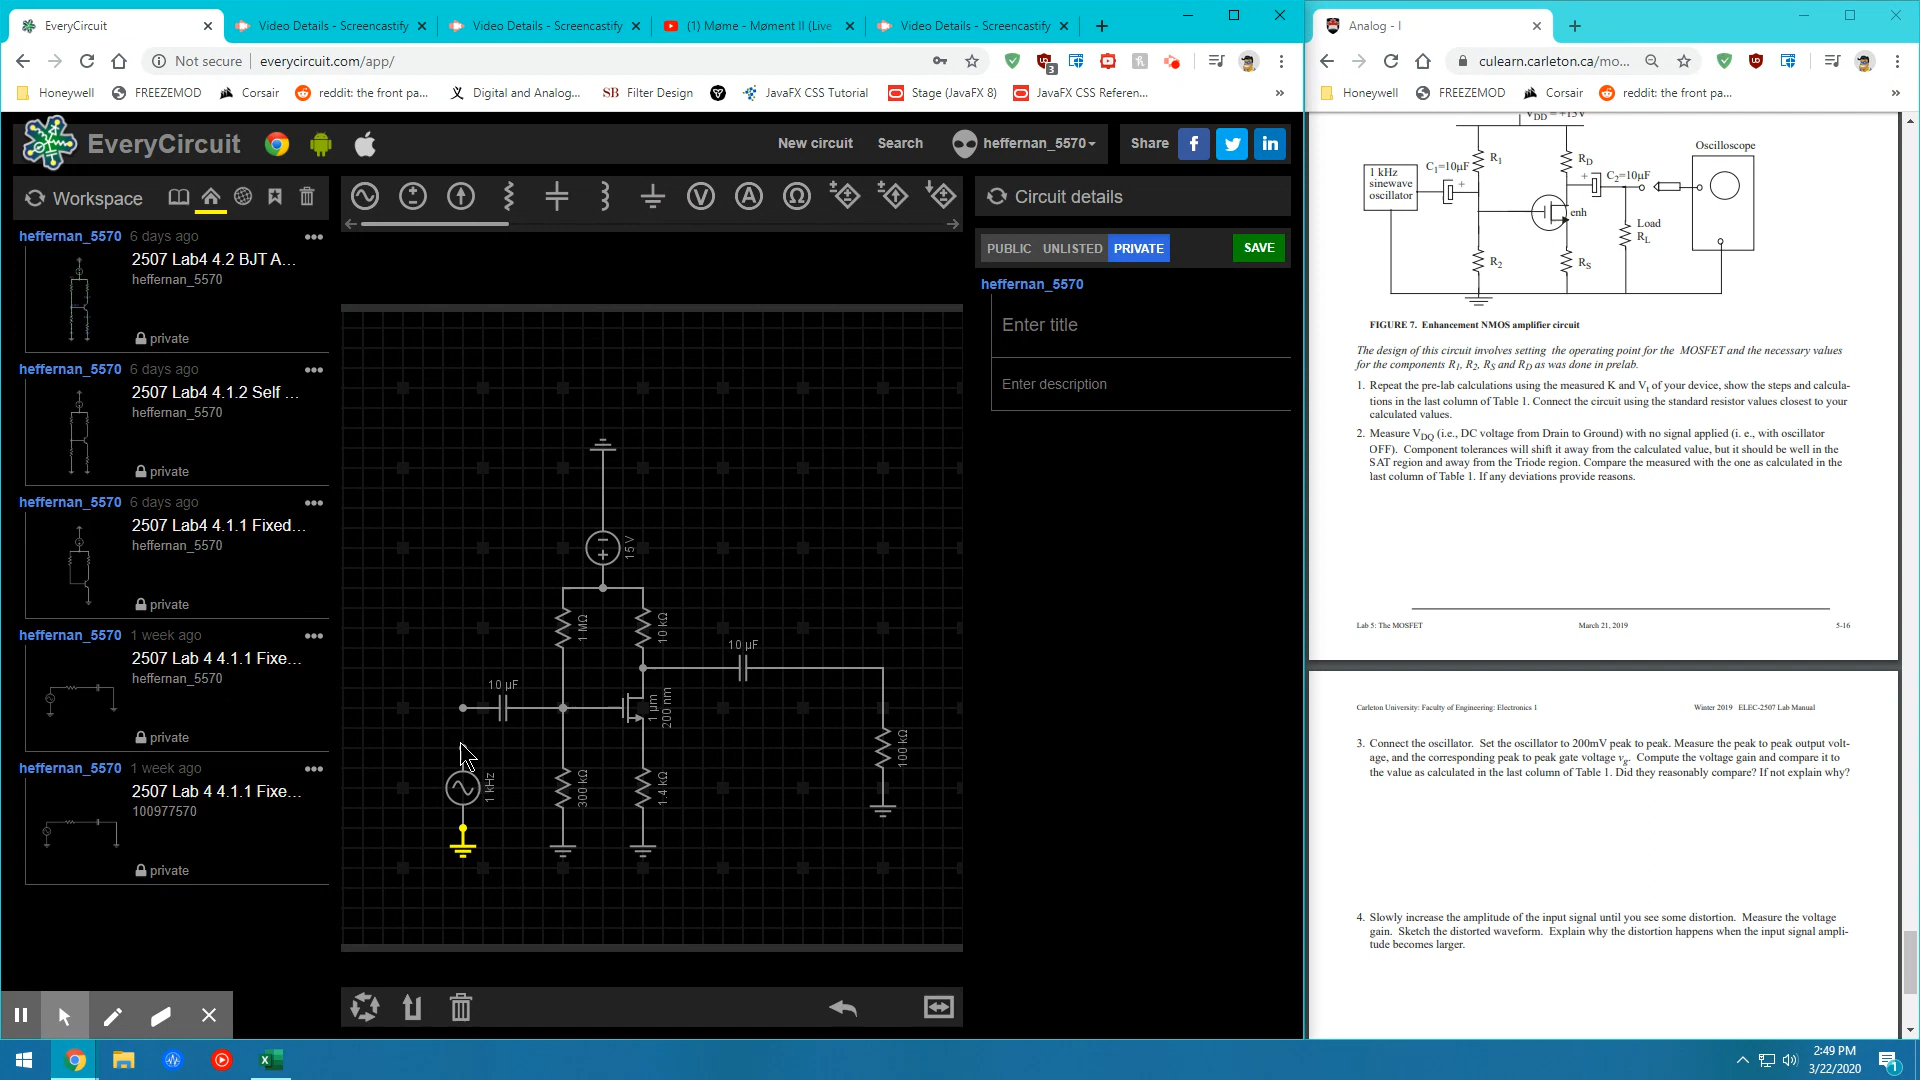 EveryCircuit
Video Details - Screencastify
Video Details - Screencastify
(1) Møme - Møment II (Live
Video Details - Screencastify
Not secure
everycircuit.com/app/
3
Honeywell
FREEZEMOD
Corsair
reddit: the front pa...
Digital and Analog...
SB Filter Design
JavaFX CSS Tutorial
Stage (JavaFX 8)
JavaFX CSS Referen...
»
EveryCircuit
New circuit
Search
heffernan_5570
Share
Workspace
heffernan_5570 6 days ago
2507 Lab4 4.2 BJT A...
heffernan_5570
private
heffernan_5570 6 days ago
2507 Lab4 4.1.2 Self ...
heffernan_5570
private
heffernan_5570 6 days ago
2507 Lab4 4.1.1 Fixed...
heffernan_5570
private
heffernan_5570 1 week ago
2507 Lab 4 4.1.1 Fixe...
heffernan_5570
private
heffernan_5570 1 week ago
2507 Lab 4 4.1.1 Fixe...
100977570
private
15 V
1 MΩ
10 kΩ
10 µF
10 µF
1 µm
200 nm
1 kHz
300 kΩ
1.4 kΩ
100 kΩ
Circuit details
PUBLIC
UNLISTED
PRIVATE
SAVE
heffernan_5570
Enter title
Enter description
Analog - I
culearn.carleton.ca/mo...
Honeywell
FREEZEMOD
Corsair
reddit: the front pa...
»
VDD = +15V
Oscilloscope
R1
RD
C1=10µF
C2=10µF
1 kHz
sinewave
oscillator
enh
Load
RL
R2
RS
FIGURE 7. Enhancement NMOS amplifier circuit
The design of this circuit involves setting the operating point for the MOSFET and the necessary values
for the components R1, R2, RS and RD as was done in prelab.
1. Repeat the pre-lab calculations using the measured K and Vt of your device, show the steps and calcula-
tions in the last column of Table 1. Connect the circuit using the standard resistor values closest to your
calculated values.
2. Measure VDQ (i.e., DC voltage from Drain to Ground) with no signal applied (i. e., with oscillator
OFF). Component tolerances will shift it away from the calculated value, but it should be well in the
SAT region and away from the Triode region. Compare the measured with the one as calculated in the
last column of Table 1. If any deviations provide reasons.
Lab 5: The MOSFET
March 21, 2019
5-16
Carleton University: Faculty of Engineering: Electronics 1
Winter 2019 ELEC-2507 Lab Manual
3. Connect the oscillator. Set the oscillator to 200mV peak to peak. Measure the peak to peak output volt-
age, and the corresponding peak to peak gate voltage vg. Compute the voltage gain and compare it to
the value as calculated in the last column of Table 1. Did they reasonably compare? If not explain why?
4. Slowly increase the amplitude of the input signal until you see some distortion. Measure the voltage
gain. Sketch the distorted waveform. Explain why the distortion happens when the input signal ampli-
tude becomes larger.
2:49 PM
3/22/2020
1